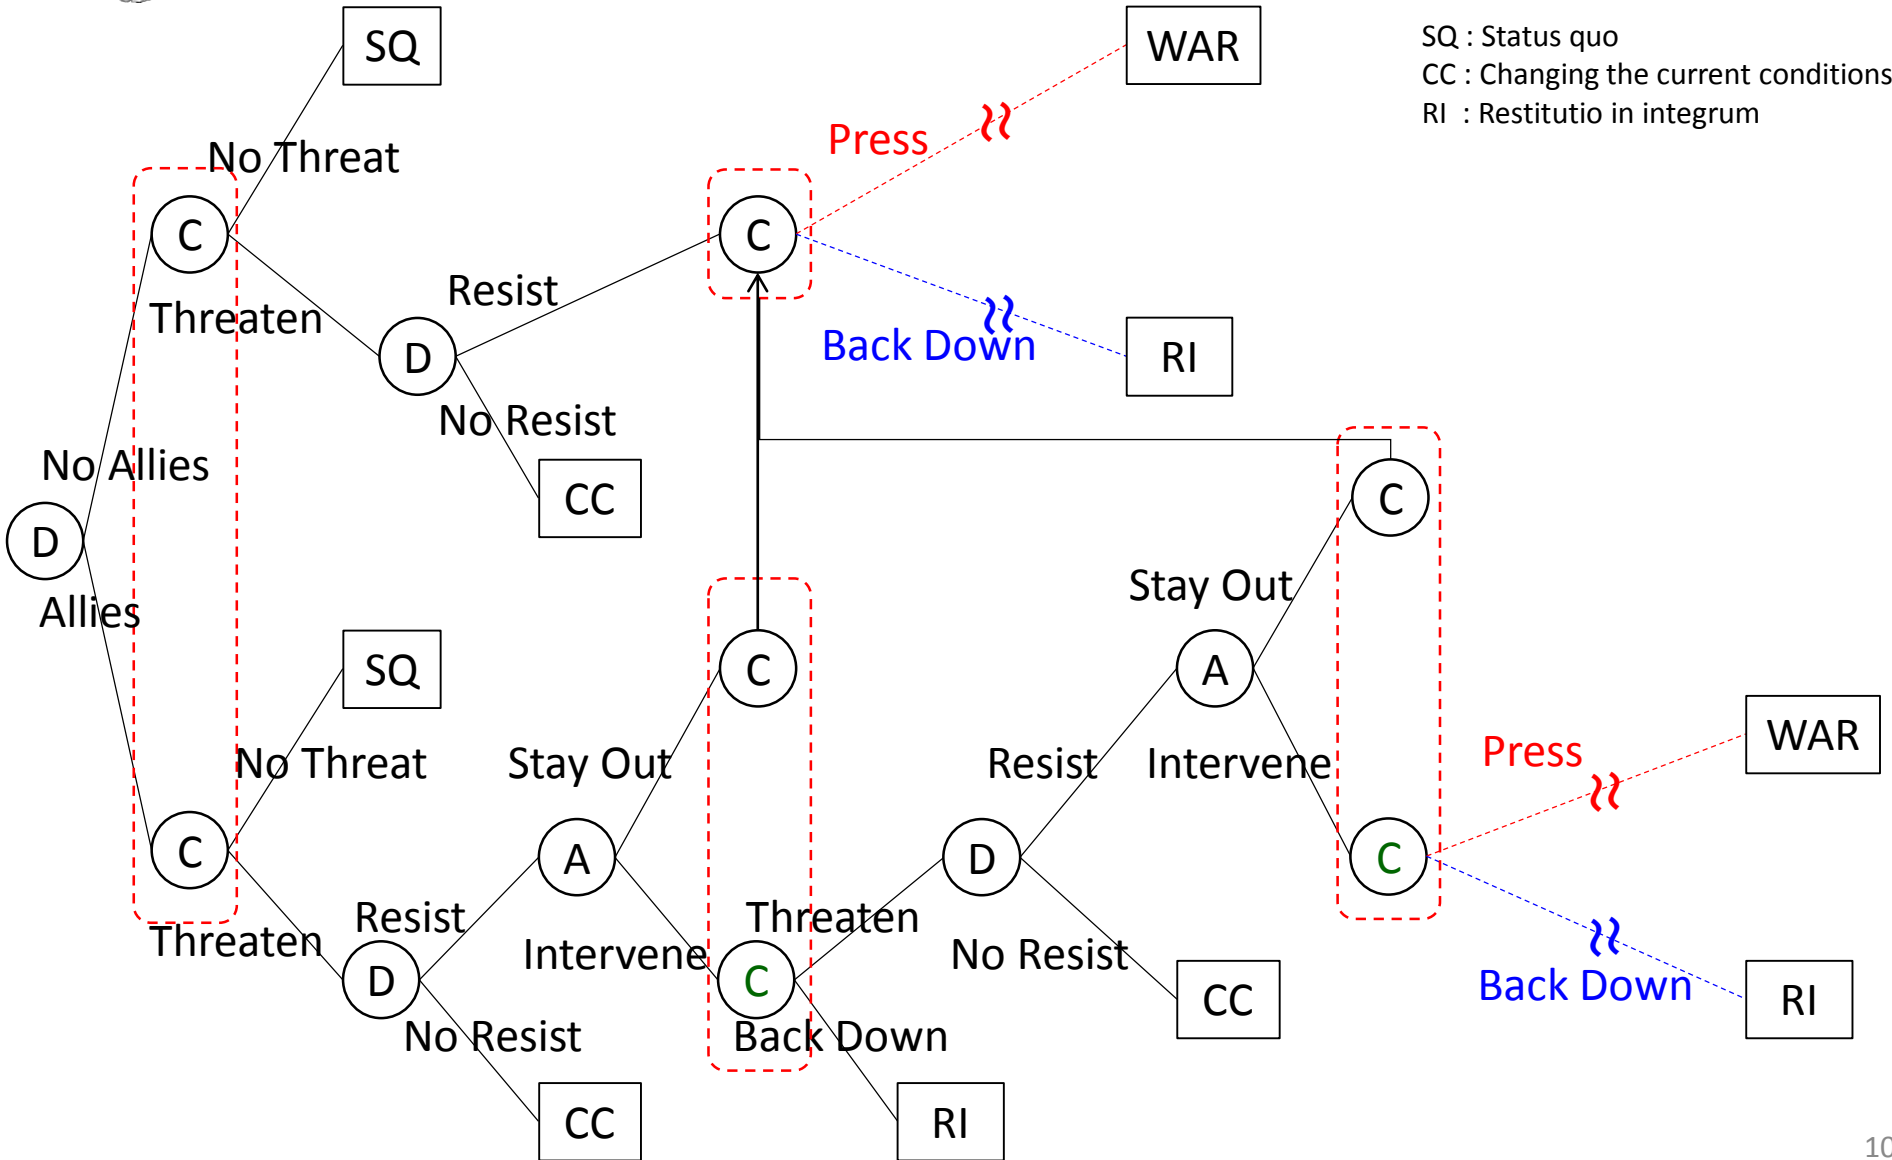 SQ
WAR
SQ : Status quo
CC : Changing the current conditions
RI : Restitutio in integrum
Press
No Threat
C
C
Resist
Threaten
Back Down
D
RI
No Resist
No Allies
CC
C
D
Stay Out
Allies
SQ
C
A
No Threat
Stay Out
Resist
Intervene
Press
WAR
C
A
D
C
Resist
Threaten
Threaten
Intervene
No Resist
D
C
Back Down
CC
RI
No Resist
Back Down
CC
RI
10